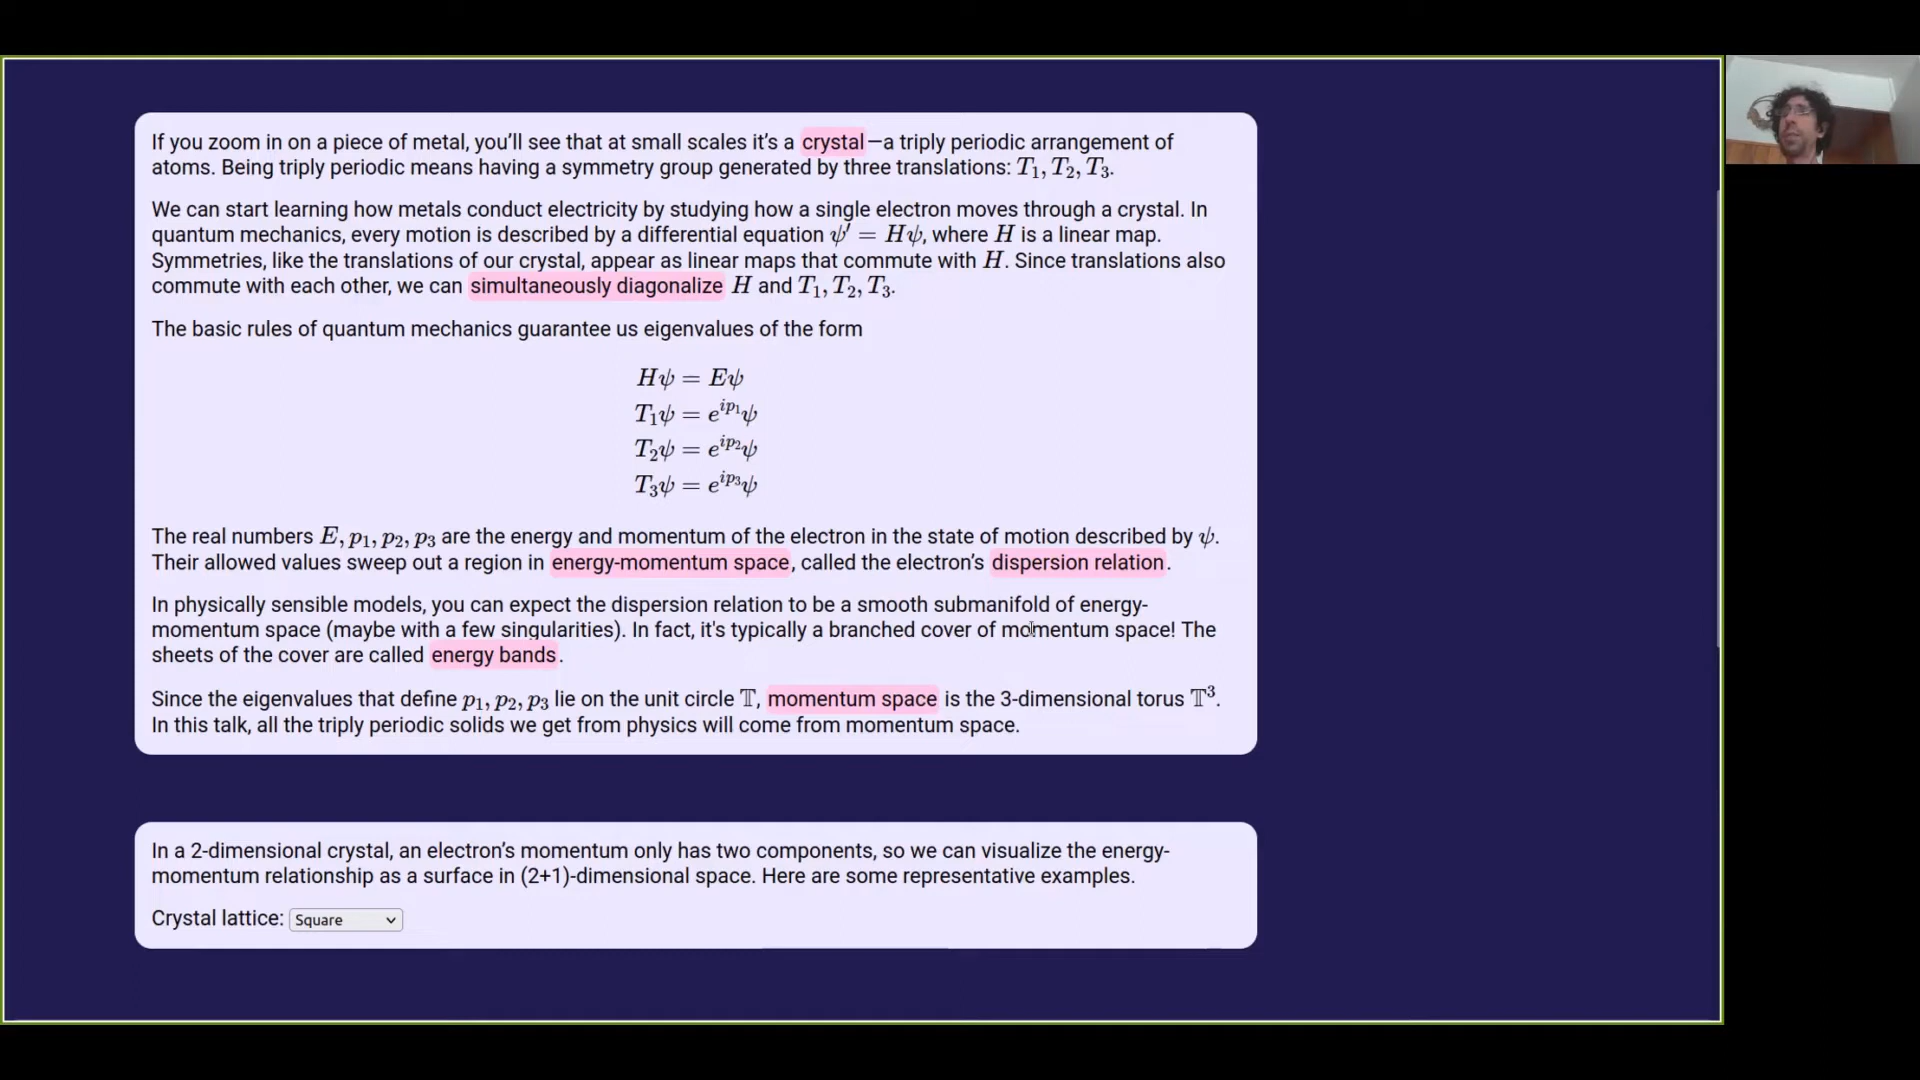 If you zoom in on a piece of metal, you’ll see that at small scales it’s a crystal—a triply periodic arrangement of
atoms. Being triply periodic means having a symmetry group generated by three translations: T₁, T₂, T₃.
We can start learning how metals conduct electricity by studying how a single electron moves through a crystal. In
quantum mechanics, every motion is described by a differential equation ψ′ = Hψ, where H is a linear map.
Symmetries, like the translations of our crystal, appear as linear maps that commute with H. Since translations also
commute with each other, we can simultaneously diagonalize H and T₁, T₂, T₃.
The basic rules of quantum mechanics guarantee us eigenvalues of the form
Hψ = Eψ
T₁ψ = e^{ip₁}ψ
T₂ψ = e^{ip₂}ψ
T₃ψ = e^{ip₃}ψ
The real numbers E, p₁, p₂, p₃ are the energy and momentum of the electron in the state of motion described by ψ.
Their allowed values sweep out a region in energy-momentum space, called the electron’s dispersion relation.
In physically sensible models, you can expect the dispersion relation to be a smooth submanifold of energy-
momentum space (maybe with a few singularities). In fact, it's typically a branched cover of momentum space! The
sheets of the cover are called energy bands.
Since the eigenvalues that define p₁, p₂, p₃ lie on the unit circle 𝕋, momentum space is the 3-dimensional torus 𝕋³.
In this talk, all the triply periodic solids we get from physics will come from momentum space.
In a 2-dimensional crystal, an electron’s momentum only has two components, so we can visualize the energy-
momentum relationship as a surface in (2+1)-dimensional space. Here are some representative examples.
Crystal lattice: Square